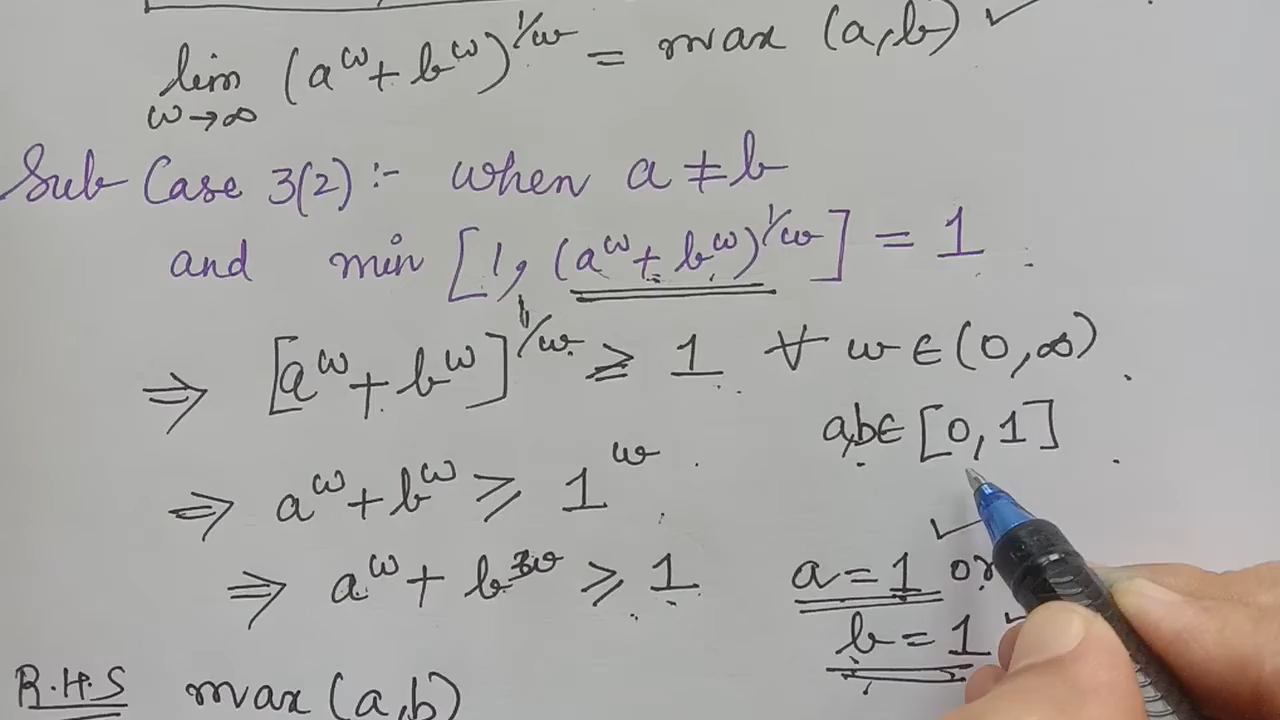 lim (a^w + b^w)^1/w = max (a,b) ✓
w→∞
Sub Case 3(2) :- when a ≠ b
and min [1, (a^w + b^w)^1/w] = 1
⇒ [a^w + b^w]^1/w ≥ 1 ∀ w ∈ (0,∞)
a,b ∈ [0,1]
⇒ a^w + b^w ≥ 1^w
⇒ a^w + b^w ≥ 1
a = 1 or ✓
b = 1 ✓
R.H.S max (a,b)